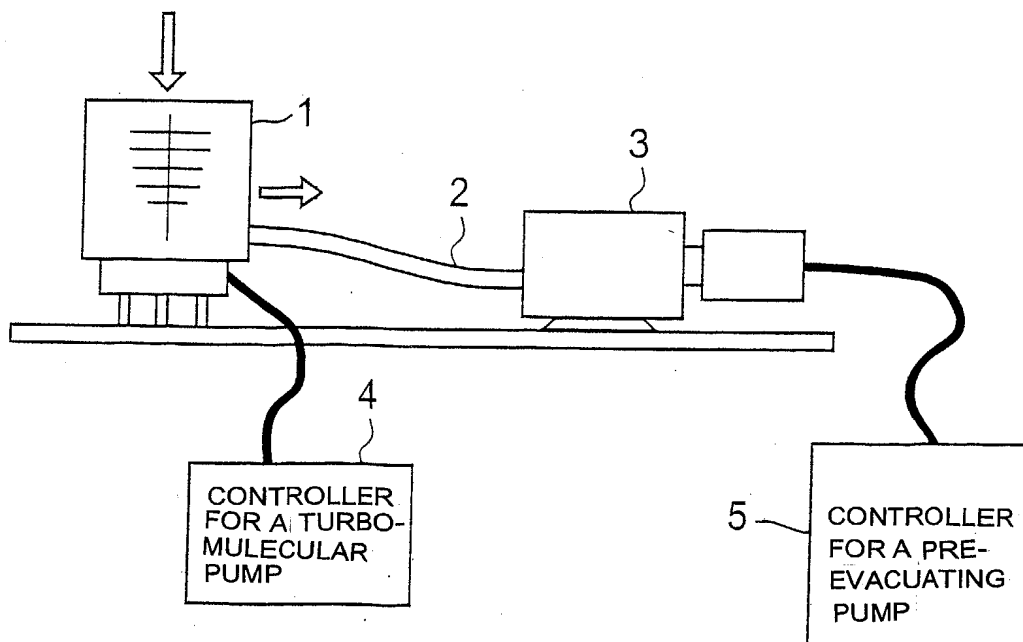 1
2
3
4
CONTROLLER
FOR A TURBO-
MULECULAR
PUMP
5
CONTROLLER
FOR A PRE-
EVACUATING
PUMP